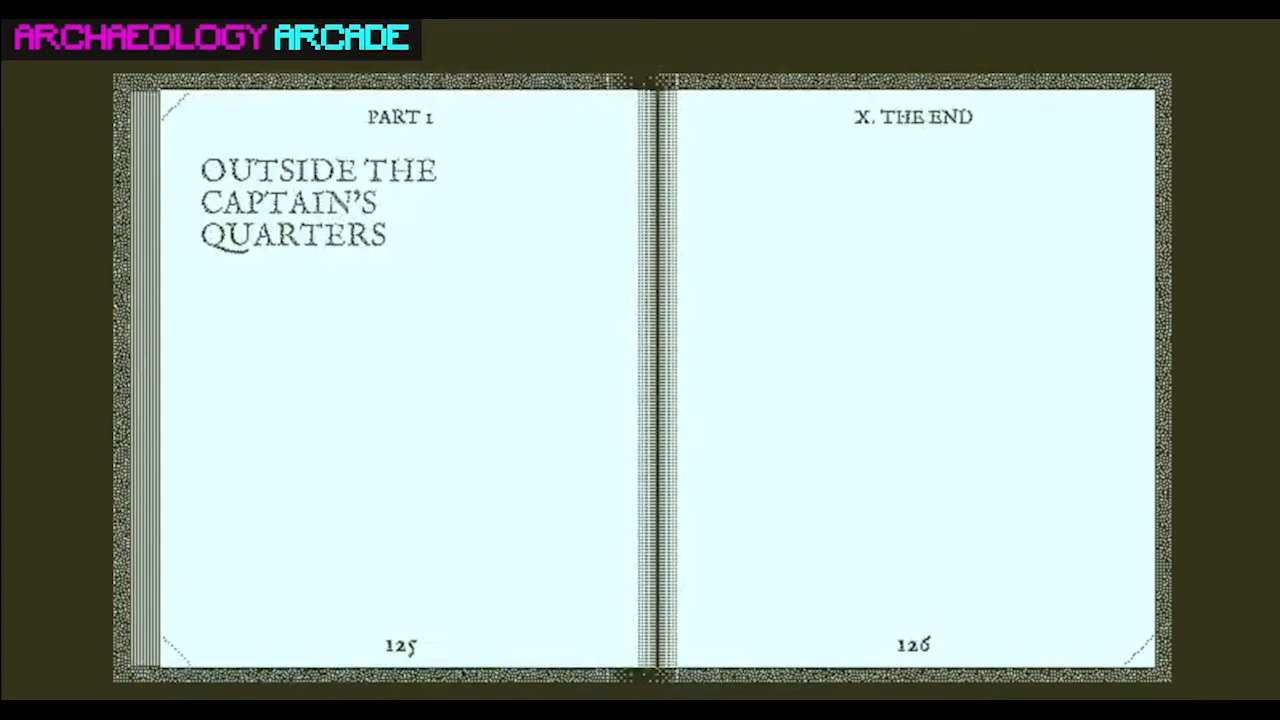 ARCHAEOLOGY ARCADE
PART 1
OUTSIDE THE
CAPTAIN'S
QUARTERS
125
X. THE END
126